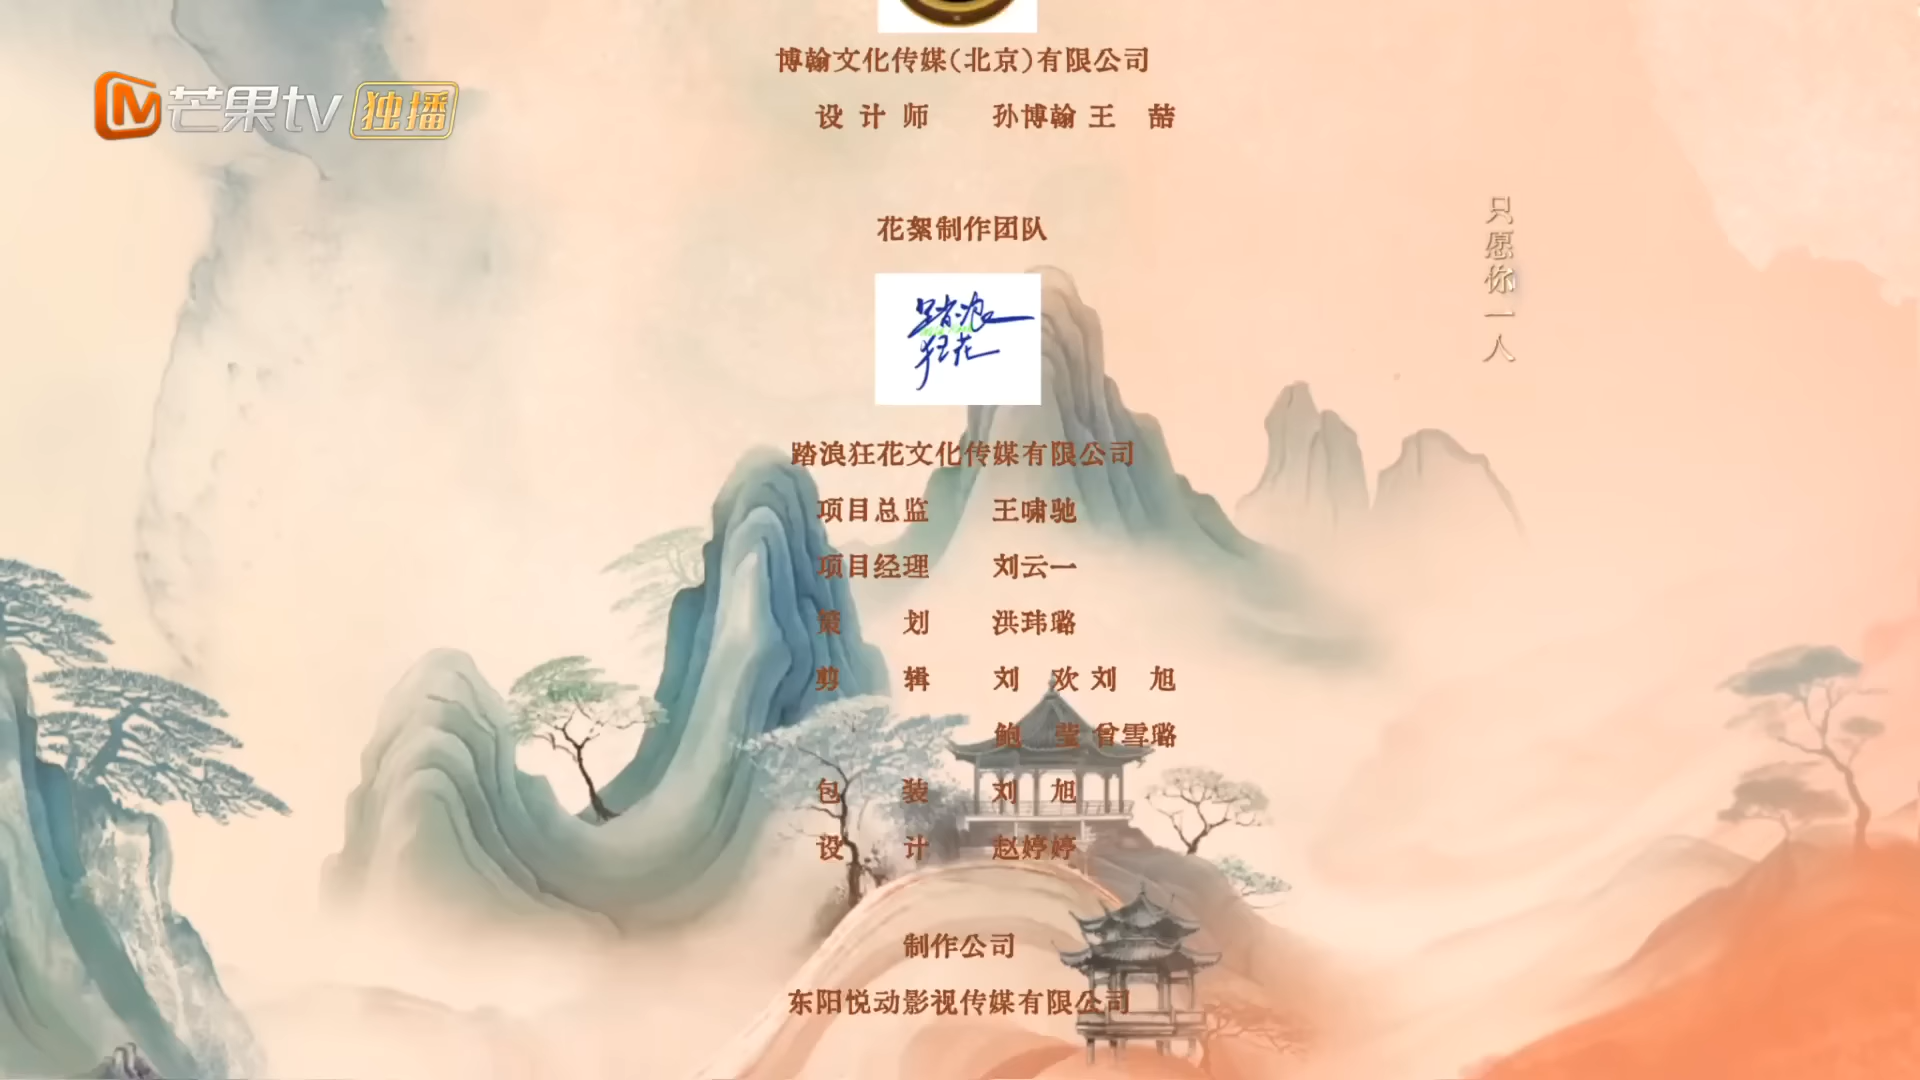 芒果tv 独播
博翰文化传媒(北京)有限公司
设 计 师 孙博翰 王 喆
只愿你一人
花絮制作团队
踏浪
狂花
踏浪狂花文化传媒有限公司
项目总监 王啸驰
项目经理 刘云一
策 划 洪玮璐
剪 辑 刘 欢 刘 旭
鲍 莹 曾雪璐
包 装 刘 旭
设 计 赵婷婷
制作公司
东阳悦动影视传媒有限公司